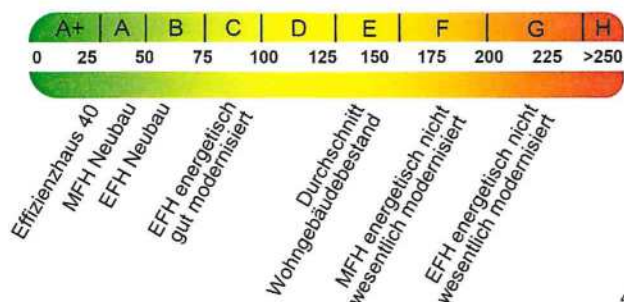 A+ A B C D E F G H
0 25 50 75 100 125 150 175 200 225 >250
Effizienzhaus 40
MFH Neubau
EFH Neubau
EFH energetisch
gut modernisiert
Durchschnitt
Wohngebäudebestand
MFH energetisch nicht
wesentlich modernisiert
EFH energetisch nicht
wesentlich modernisiert